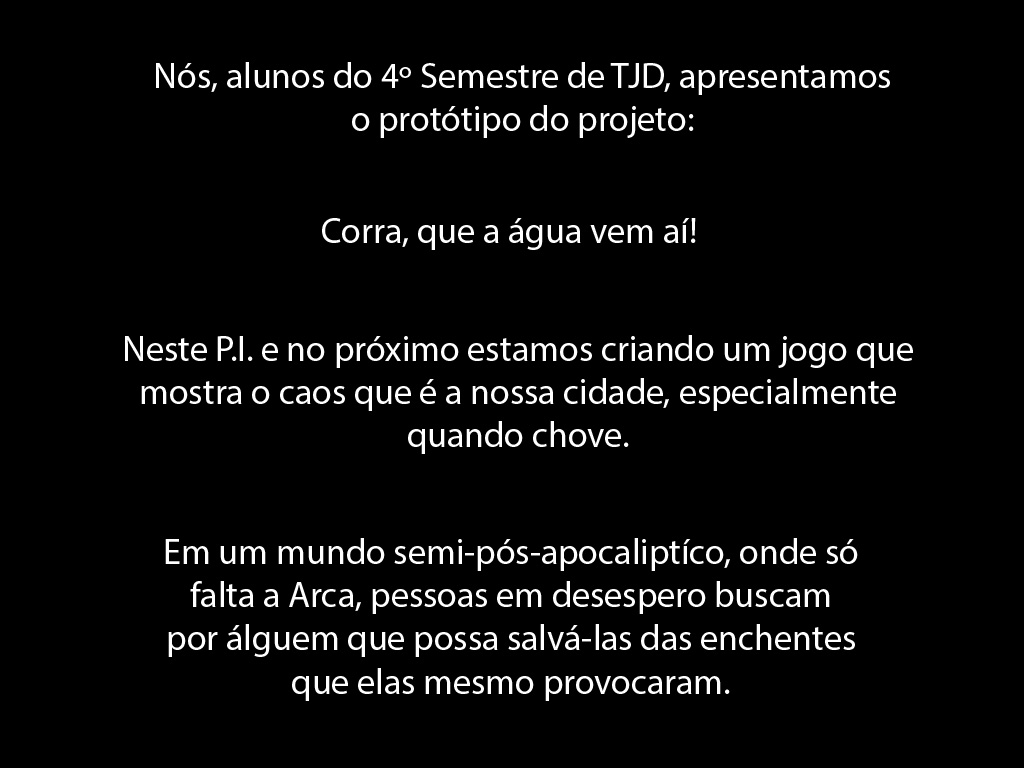 Nós, alunos do 4º Semestre de TJD, apresentamos
o protótipo do projeto:
Corra, que a água vem aí!
Neste P.I. e no próximo estamos criando um jogo que
mostra o caos que é a nossa cidade, especialmente
quando chove.
Em um mundo semi-pós-apocaliptíco, onde só
falta a Arca, pessoas em desespero buscam
por álguem que possa salvá-las das enchentes
que elas mesmo provocaram.